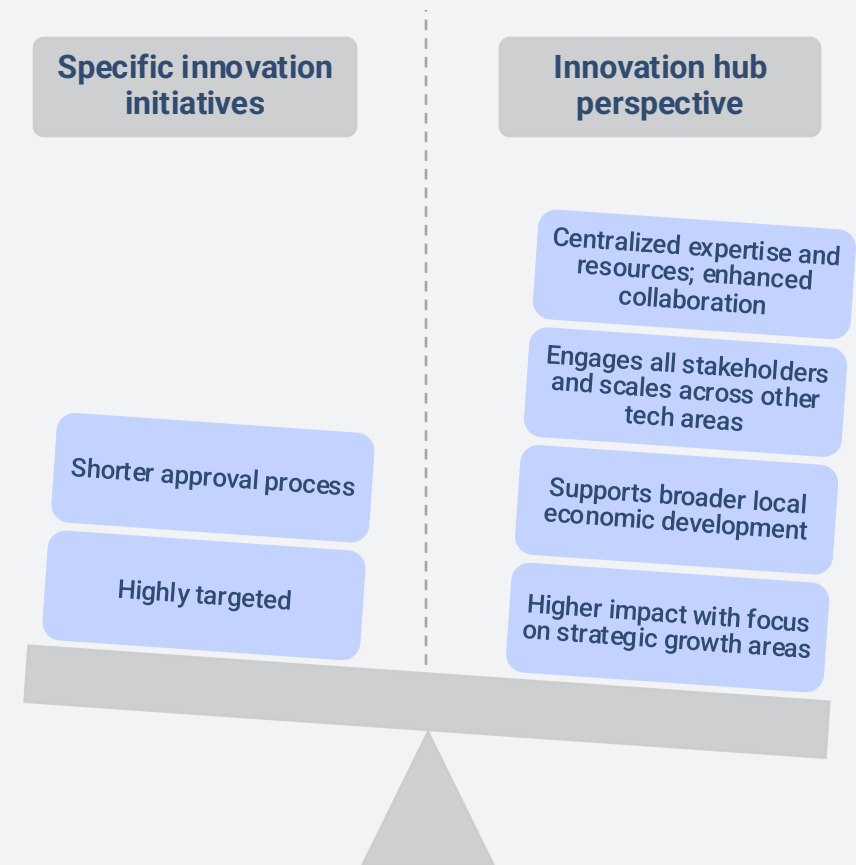 Specific innovation
initiatives
Innovation hub
perspective
Shorter approval process
Highly targeted
Centralized expertise and
resources; enhanced
collaboration
Engages all stakeholders
and scales across other
tech areas
Supports broader local
economic development
Higher impact with focus
on strategic growth areas